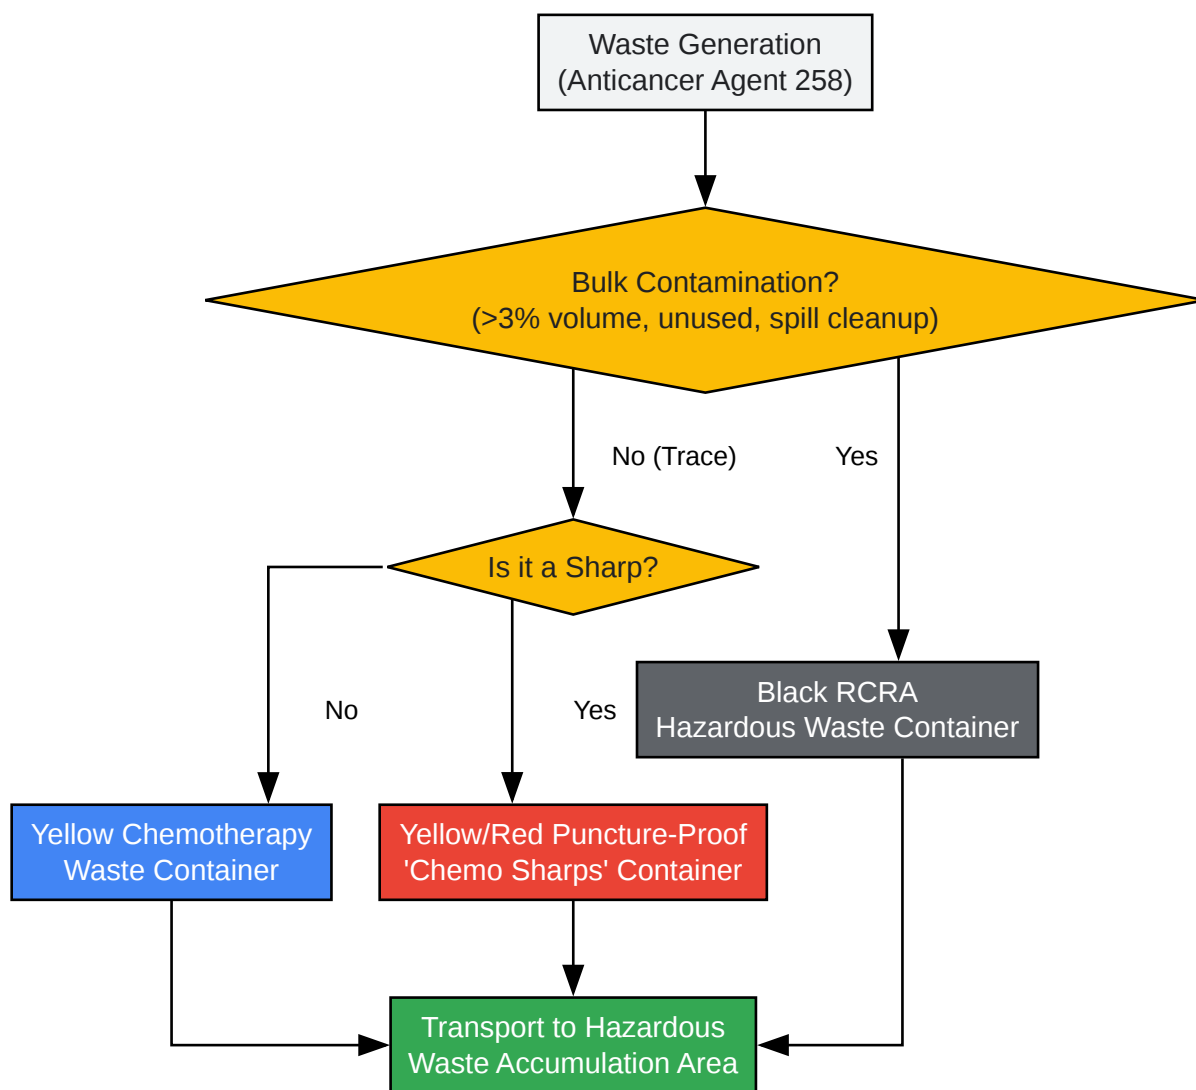 Waste Generation
(Anticancer Agent 258)
Bulk Contamination?
(>3% volume, unused, spill cleanup)
No (Trace)
Yes
Is it a Sharp?
No
Yes
Black RCRA
Hazardous Waste Container
Yellow Chemotherapy
Waste Container
Yellow/Red Puncture-Proof
'Chemo Sharps' Container
Transport to Hazardous
Waste Accumulation Area